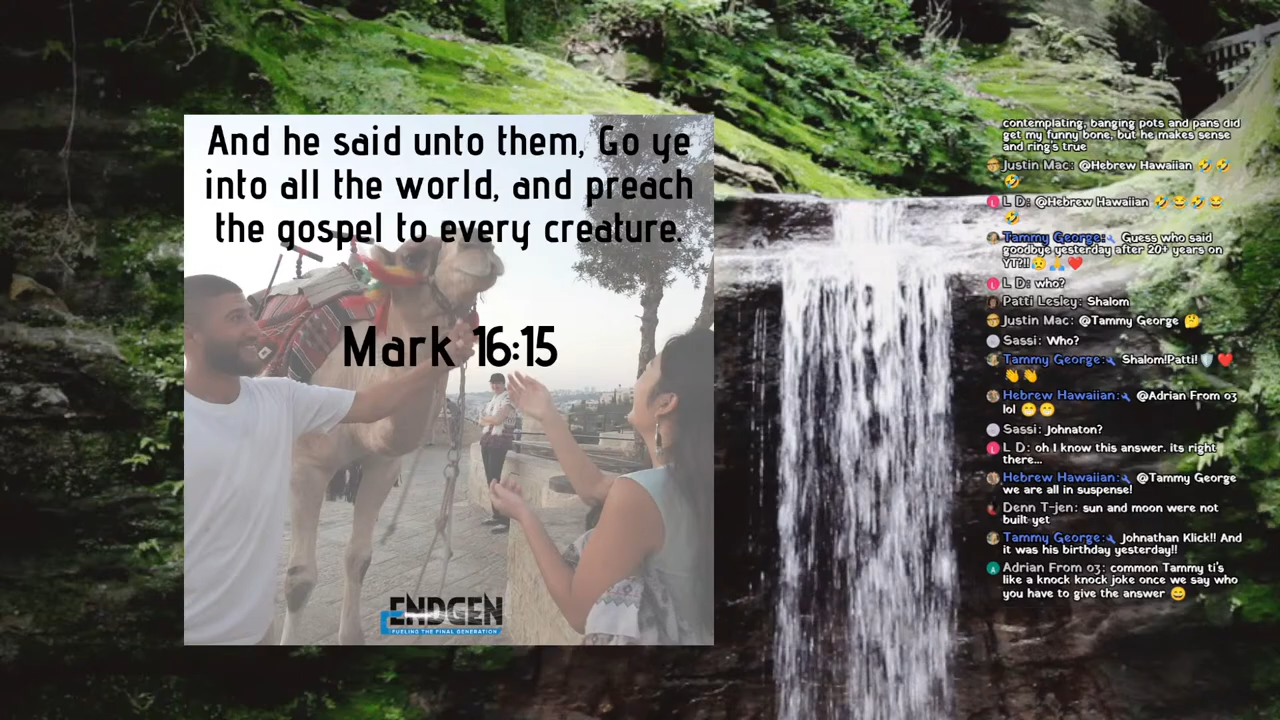 And he said unto them, Go ye
into all the world, and preach
the gospel to every creature.
Mark 16:15
ENDGEN
FUELING THE FINAL GENERATION
contemplating, banging pots and pans did
get my funny bone, but he makes sense
and ring's true
Justin Mac: @Hebrew Hawaiian 🤣 🤣
🤣
L D: @Hebrew Hawaiian 🤣 😂 🤣 😂
🤣
Tammy George: Guess who said
goodbye yesterday after 20+ years on
YT?!! 😥 🙏 ❤️
L D: who?
Patti Lesley: Shalom
Justin Mac: @Tammy George 🤔
Sassi: Who?
Tammy George: Shalom!Patti! 🛡️ ❤️
👏 👏
Hebrew Hawaiian: @Adrian From o3
lol 😁 😁
Sassi: Johnaton?
L D: oh I know this answer. its right
there...
Hebrew Hawaiian: @Tammy George
we are all in suspense!
Denn T-jen: sun and moon were not
built yet
Tammy George: Johnathan Klick!! And
it was his birthday yesterday!!
Adrian From o3: common Tammy ti's
like a knock knock joke once we say who
you have to give the answer 😄